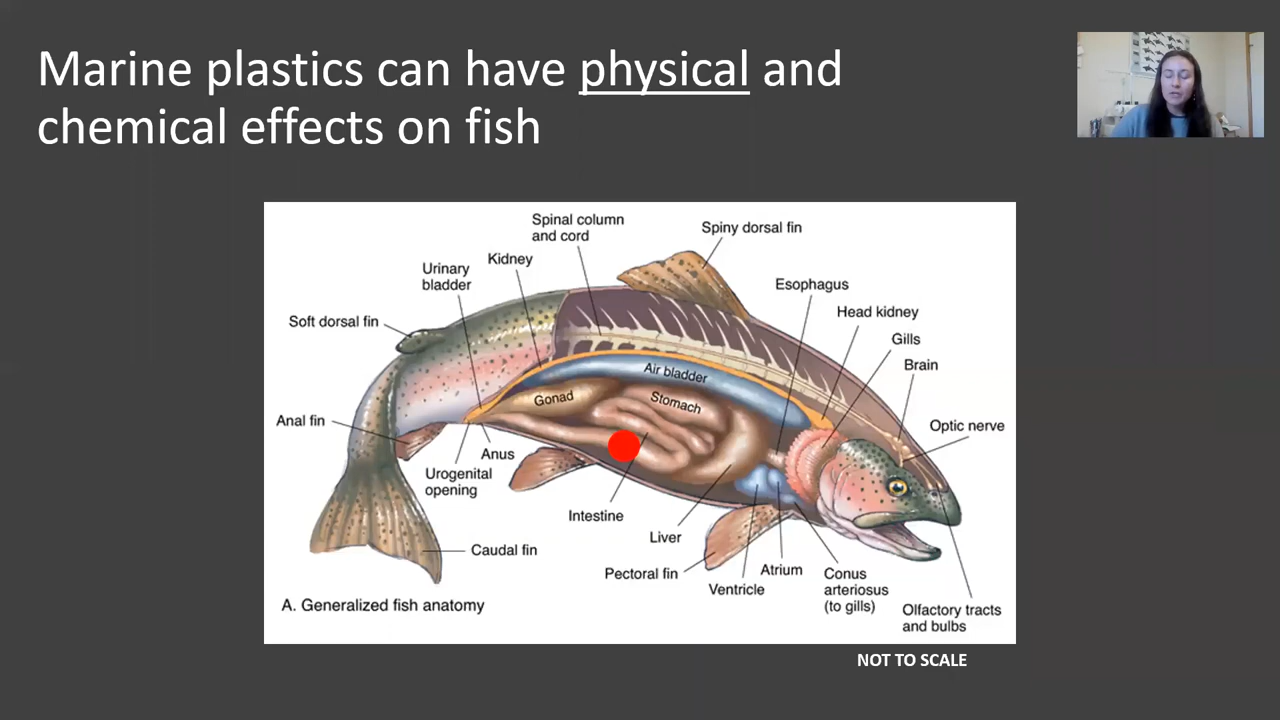 Marine plastics can have physical and
chemical effects on fish
Spinal column
and cord
Spiny dorsal fin
Kidney
Urinary
bladder
Esophagus
Head kidney
Soft dorsal fin
Gills
Brain
Air bladder
Gonad
Stomach
Anal fin
Optic nerve
Anus
Urogenital
opening
Intestine
Liver
Caudal fin
Pectoral fin
Ventricle
Atrium
Conus
arteriosus
(to gills)
Olfactory tracts
and bulbs
A. Generalized fish anatomy
NOT TO SCALE